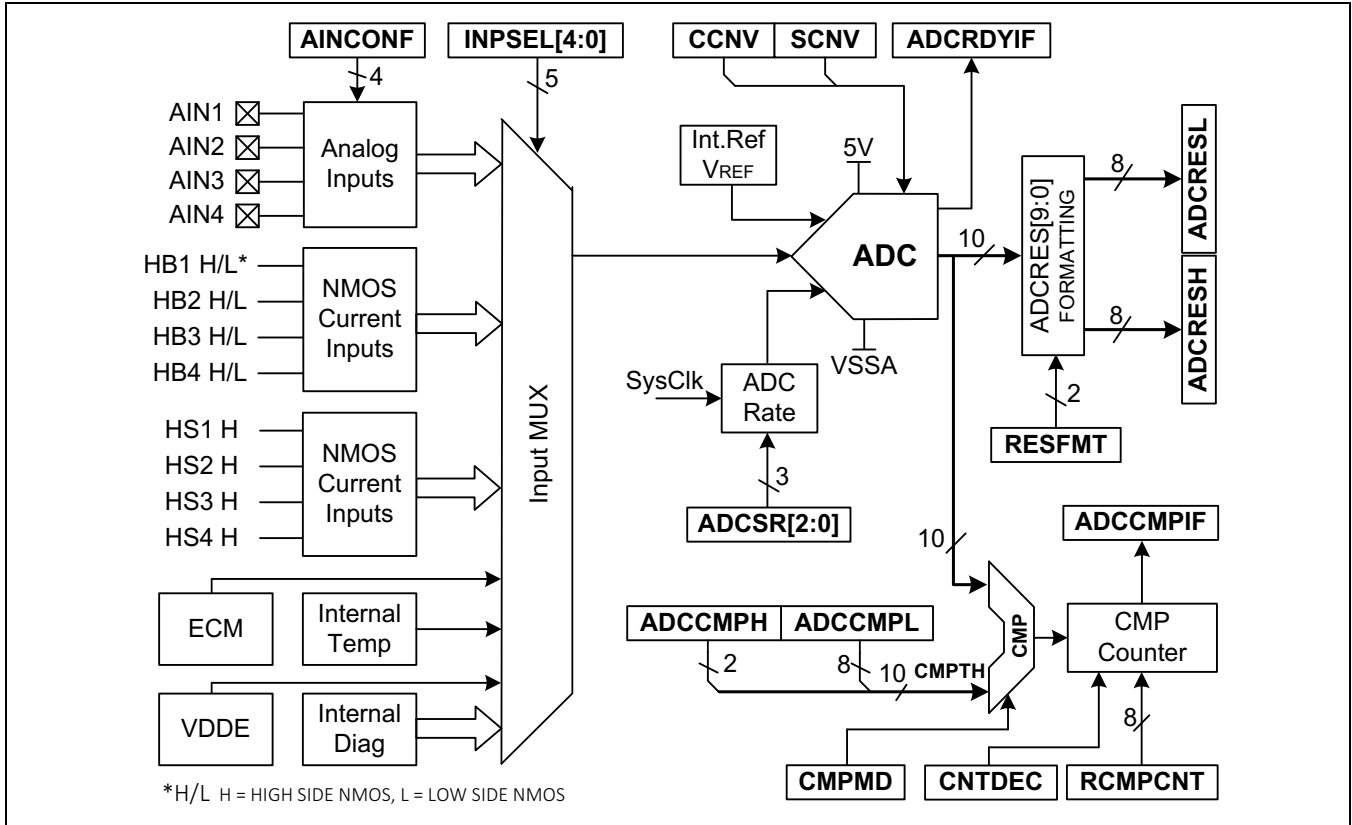 AINCONF
INPSEL[4:0]
CCNV
SCNV
ADCRDYIF
4
5
AIN1
AIN2
AIN3
AIN4
Analog
Inputs
Int.Ref
VREF
5V
8
ADCRESL
HB1 H/L*
HB2 H/L
HB3 H/L
HB4 H/L
NMOS
Current
Inputs
ADC
10
ADCRES[9:0]
FORMATTING
8
ADCRESH
VSSA
SysClk
ADC
Rate
2
RESFMT
HS1 H
HS2 H
HS3 H
HS4 H
NMOS
Current
Inputs
Input MUX
3
ADCSR[2:0]
10
ADCCMPIF
ECM
Internal
Temp
ADCCMPH
ADCCMPL
2
8
10
CMPTH
CMP
CMP
Counter
VDDE
Internal
Diag
8
CMPMD
CNTDEC
RCMPCNT
*H/L H = HIGH SIDE NMOS, L = LOW SIDE NMOS